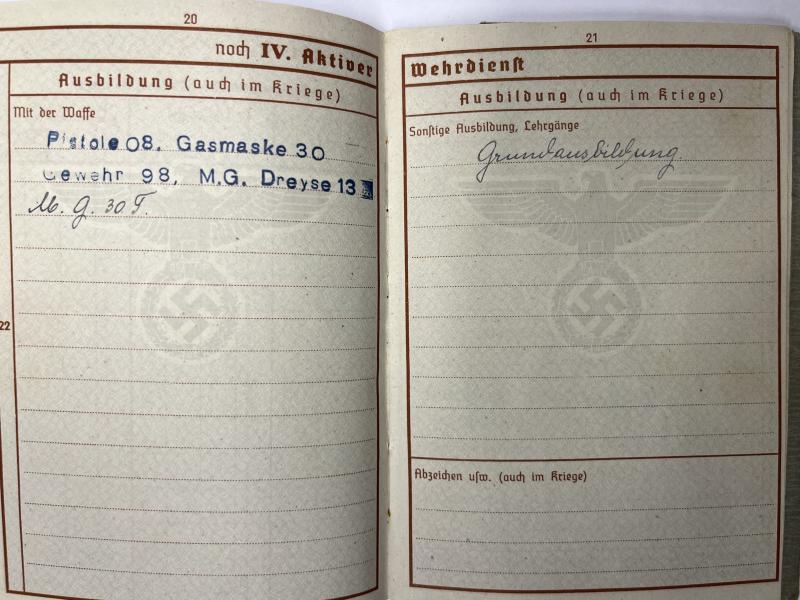 20
noch IV. Aktiver
Ausbildung (auch im Kriege)
Mit der Waffe
Pistole 08. Gasmaske 30
Gewehr 98, M.G. Dreyse 13
M. G. 30 T.
22
21
Wehrdienst
Ausbildung (auch im Kriege)
Sonstige Ausbildung, Lehrgänge
Grundausbildung.
Abzeichen usw. (auch im Kriege)